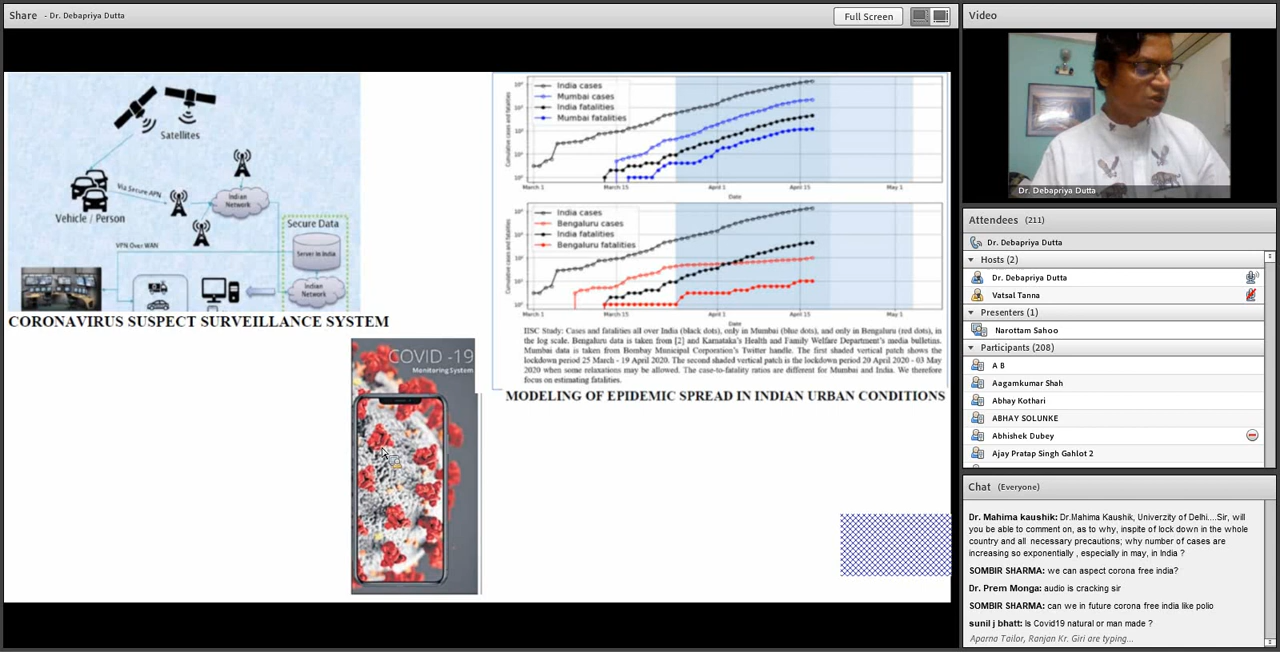 Share - Dr. Debapriya Dutta
Full Screen
Satellites
Via Secure APN
Indian
Network
Vehicle / Person
Secure Data
VPN Over WAN
Server in India
Indian
Network
CORONAVIRUS SUSPECT SURVEILLANCE SYSTEM
COVID -19
Monitoring System
Cumulative cases and fatalities
India cases
Mumbai cases
India fatalities
Mumbai fatalities
March 1
March 15
April 1
April 15
May 1
Date
Cumulative cases and fatalities
India cases
Bengaluru cases
India fatalities
Bengaluru fatalities
March 1
March 15
April 1
April 15
May 1
Date
IISC Study: Cases and fatalities all over India (black dots), only in Mumbai (blue dots), and only in Bengaluru (red dots), in
the log scale. Bengaluru data is taken from [2] and Karnataka's Health and Family Welfare Department's media bulletins.
Mumbai data is taken from Bombay Municipal Corporation's Twitter handle. The first shaded vertical patch shows the
lockdown period 25 March - 19 April 2020. The second shaded vertical patch is the lockdown period 20 April 2020 - 03 May
2020 when some relaxations may be allowed. The case-to-fatality ratios are different for Mumbai and India. We therefore
focus on estimating fatalities.
MODELING OF EPIDEMIC SPREAD IN INDIAN URBAN CONDITIONS
Video
Dr. Debapriya Dutta
Attendees (211)
Dr. Debapriya Dutta
Hosts (2)
Dr. Debapriya Dutta
Vatsal Tanna
Presenters (1)
Narottam Sahoo
Participants (208)
A B
Aagamkumar Shah
Abhay Kothari
ABHAY SOLUNKE
Abhishek Dubey
Ajay Pratap Singh Gahlot 2
Chat (Everyone)
Dr. Mahima kaushik: Dr.Mahima Kaushik, Univerzity of Delhi....Sir, will
you be able to comment on, as to why, inspite of lock down in the whole
country and all necessary precautions; why number of cases are
increasing so exponentially , especially in may, in India ?
SOMBIR SHARMA: we can aspect corona free india?
Dr. Prem Monga: audio is cracking sir
SOMBIR SHARMA: can we in future corona free india like polio
sunil j bhatt: Is Covid19 natural or man made ?
Aparna Tailor, Ranjan Kr. Giri are typing...